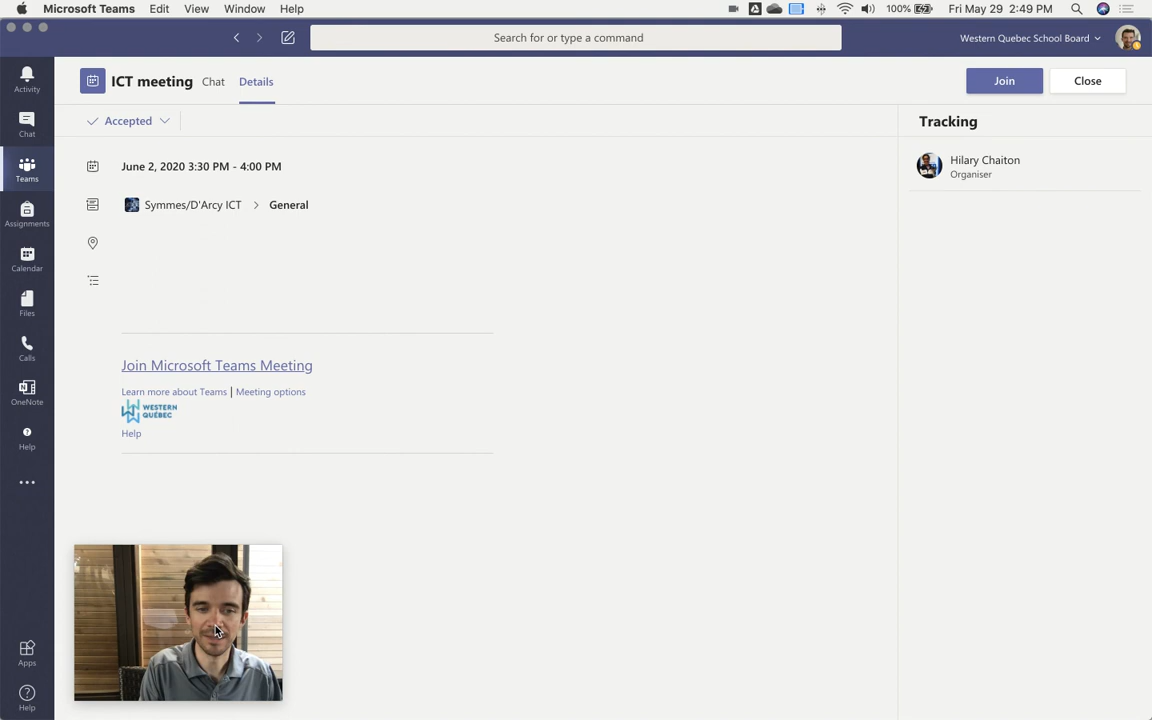 Microsoft Teams Edit View Window Help 100% Fri May 29 2:49 PM
Search for or type a command
Western Quebec School Board
Activity
Chat
Teams
Assignments
Calendar
Files
Calls
OneNote
Help
Apps
Help
ICT meeting Chat Details
Join Close
Accepted
June 2, 2020 3:30 PM - 4:00 PM
Symmes/D'Arcy ICT > General
Join Microsoft Teams Meeting
Learn more about Teams | Meeting options
WESTERN
QUÉBEC
Help
Tracking
Hilary Chaiton
Organiser